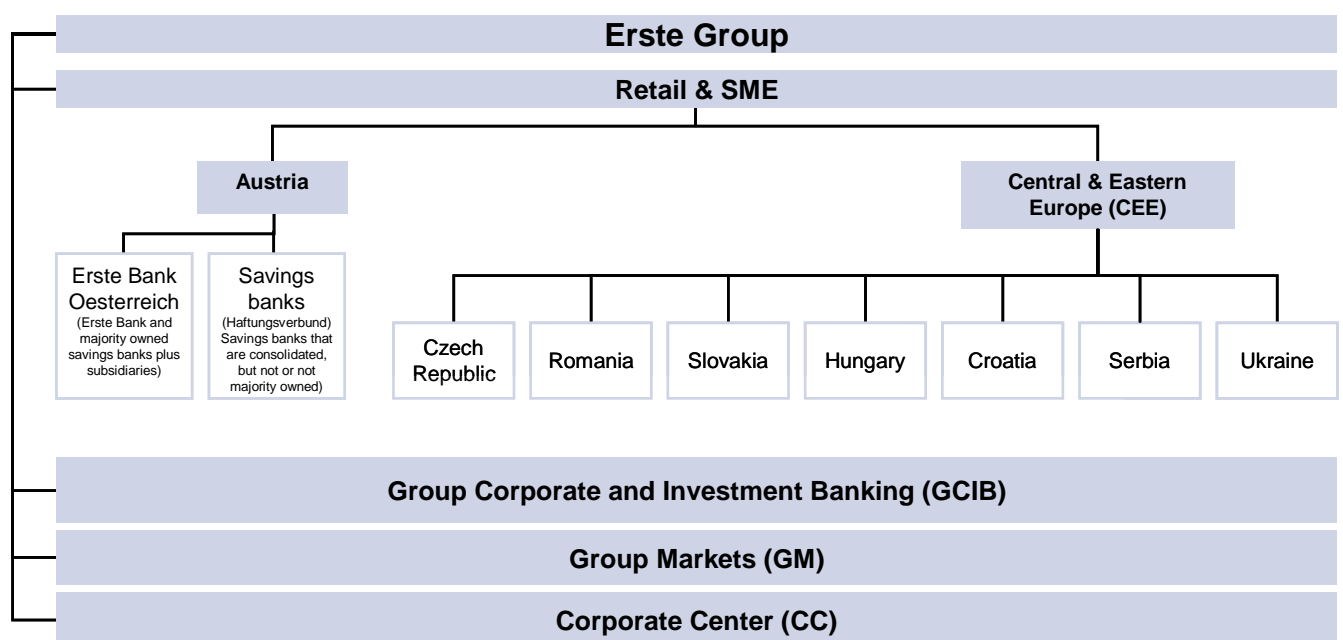 Erste Group
Retail & SME
Austria
Central & Eastern
Europe (CEE)
Erste Bank
Oesterreich
(Erste Bank and
majority owned
savings banks plus
subsidiaries)
Savings
banks
(Haftungsverbund)
Savings banks that
are consolidated,
but not or not
majority owned)
Czech
Republic
Romania
Slovakia
Hungary
Croatia
Serbia
Ukraine
Group Corporate and Investment Banking (GCIB)
Group Markets (GM)
Corporate Center (CC)